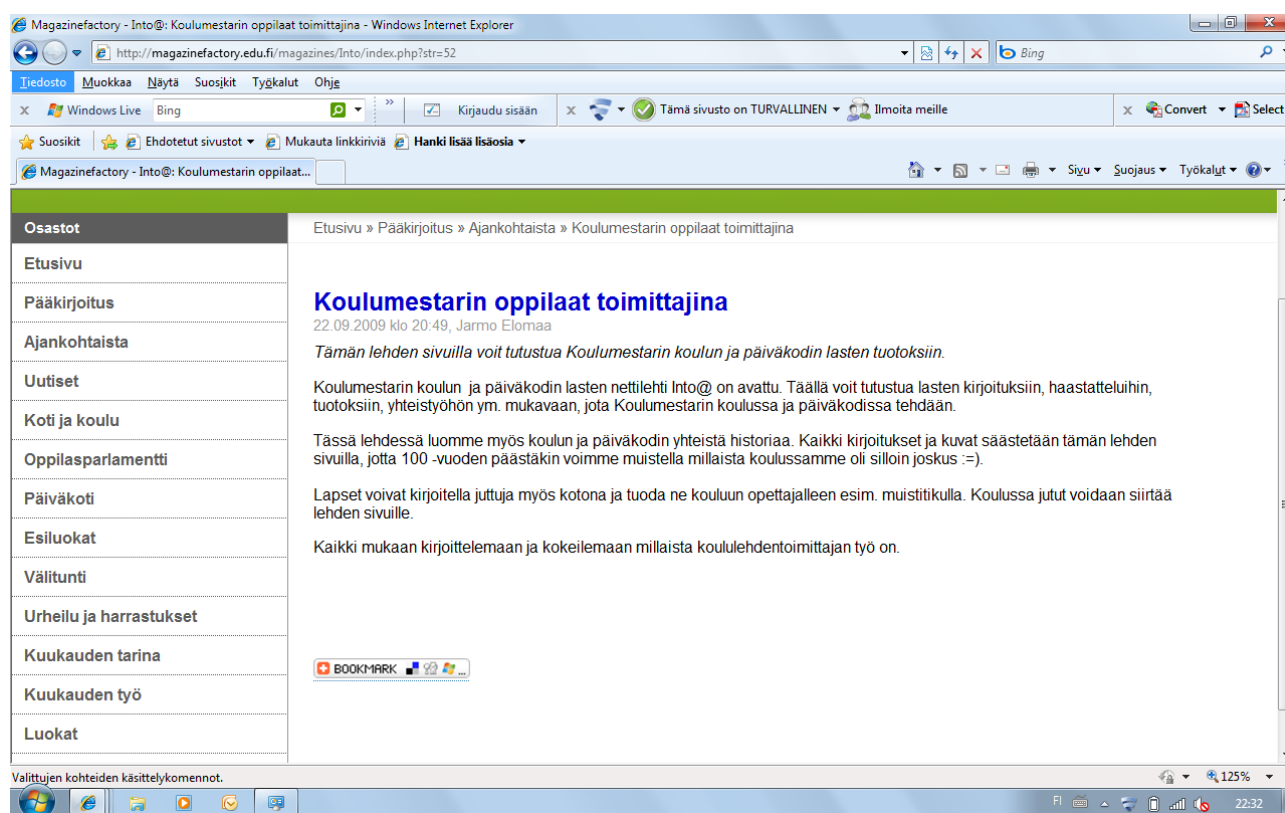 Magazinefactory - Into@: Koulumestarin oppilaat toimittajina - Windows Internet Explorer
http://magazinefactory.edu.fi/magazines/Into/index.php?str=52
Bing
Tiedosto Muokkaa Näytä Suosikit Työkalut Ohje
x Windows Live Bing » Kirjaudu sisään x Tämä sivusto on TURVALLINEN Ilmoita meille x Convert Select
Suosikit Ehdotetut sivustot Mukauta linkkiriviä Hanki lisää lisäosia
Magazinefactory - Into@: Koulumestarin oppilaat... Sivu Suojaus Työkalut
Osastot
Etusivu
Pääkirjoitus
Ajankohtaista
Uutiset
Koti ja koulu
Oppilasparlamentti
Päiväkoti
Esiluokat
Välitunti
Urheilu ja harrastukset
Kuukauden tarina
Kuukauden työ
Luokat
Etusivu » Pääkirjoitus » Ajankohtaista » Koulumestarin oppilaat toimittajina
Koulumestarin oppilaat toimittajina
22.09.2009 klo 20:49, Jarmo Elomaa
Tämän lehden sivuilla voit tutustua Koulumestarin koulun ja päiväkodin lasten tuotoksiin.
Koulumestarin koulun ja päiväkodin lasten nettilehti Into@ on avattu. Täällä voit tutustua lasten kirjoituksiin, haastatteluihin,
tuotoksiin, yhteistyöhön ym. mukavaan, jota Koulumestarin koulussa ja päiväkodissa tehdään.
Tässä lehdessä luomme myös koulun ja päiväkodin yhteistä historiaa. Kaikki kirjoitukset ja kuvat säästetään tämän lehden
sivuilla, jotta 100 -vuoden päästäkin voimme muistella millaista koulussamme oli silloin joskus :=).
Lapset voivat kirjoitella juttuja myös kotona ja tuoda ne kouluun opettajalleen esim. muistitikulla. Koulussa jutut voidaan siirtää
lehden sivuille.
Kaikki mukaan kirjoittelemaan ja kokeilemaan millaista koululehdentoimittajan työ on.
BOOKMARK ...
Valittujen kohteiden käsittelykomennot.
125%
FI 22:32